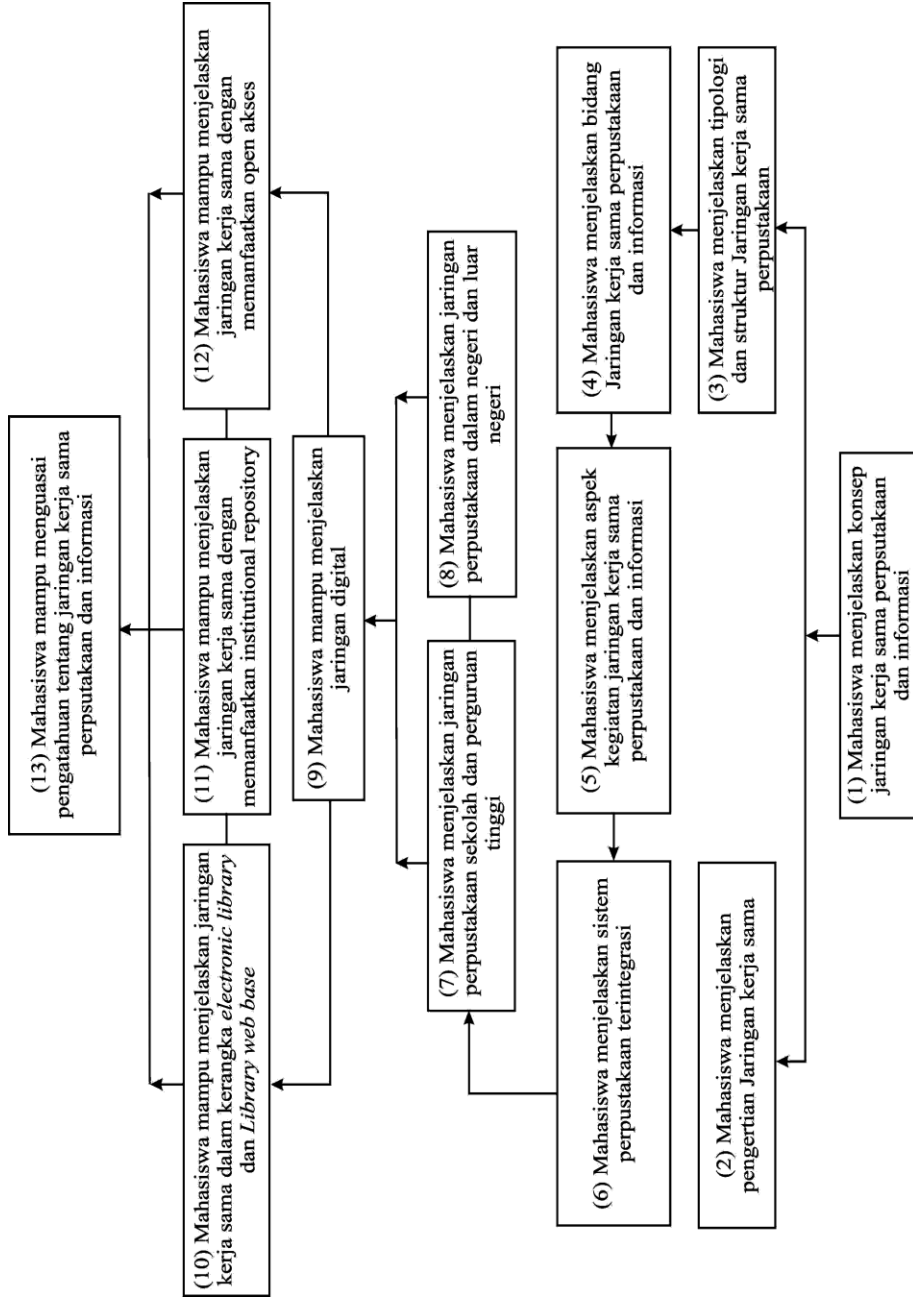 (13) Mahasiswa mampu menguasai
pengatahuan tentang jaringan kerja sama
perpsutakaan dan informasi
(10) Mahasiswa mampu menjelaskan jaringan
kerja sama dalam kerangka electronic library
dan Library web base
(11) Mahasiswa mampu menjelaskan
jaringan kerja sama dengan
memanfaatkan institutional repository
(12) Mahasiswa mampu menjelaskan
jaringan kerja sama dengan
memanfaatkan open akses
(9) Mahasiswa mampu menjelaskan
jaringan digital
(7) Mahasiswa menjelaskan jaringan
perpustakaan sekolah dan perguruan
tinggi
(8) Mahasiswa menjelaskan jaringan
perpustakaan dalam negeri dan luar
negeri
(6) Mahasiswa menjelaskan sistem
perpustakaan terintegrasi
(5) Mahasiswa menjelaskan aspek
kegiatan jaringan kerja sama
perpustakaan dan informasi
(4) Mahasiswa menjelaskan bidang
Jaringan kerja sama perpustakaan
dan informasi
(2) Mahasiswa menjelaskan
pengertian Jaringan kerja sama
(3) Mahasiswa menjelaskan tipologi
dan struktur Jaringan kerja sama
perpustakaan
(1) Mahasiswa menjelaskan konsep
jaringan kerja sama perpsutakaan
dan informasi